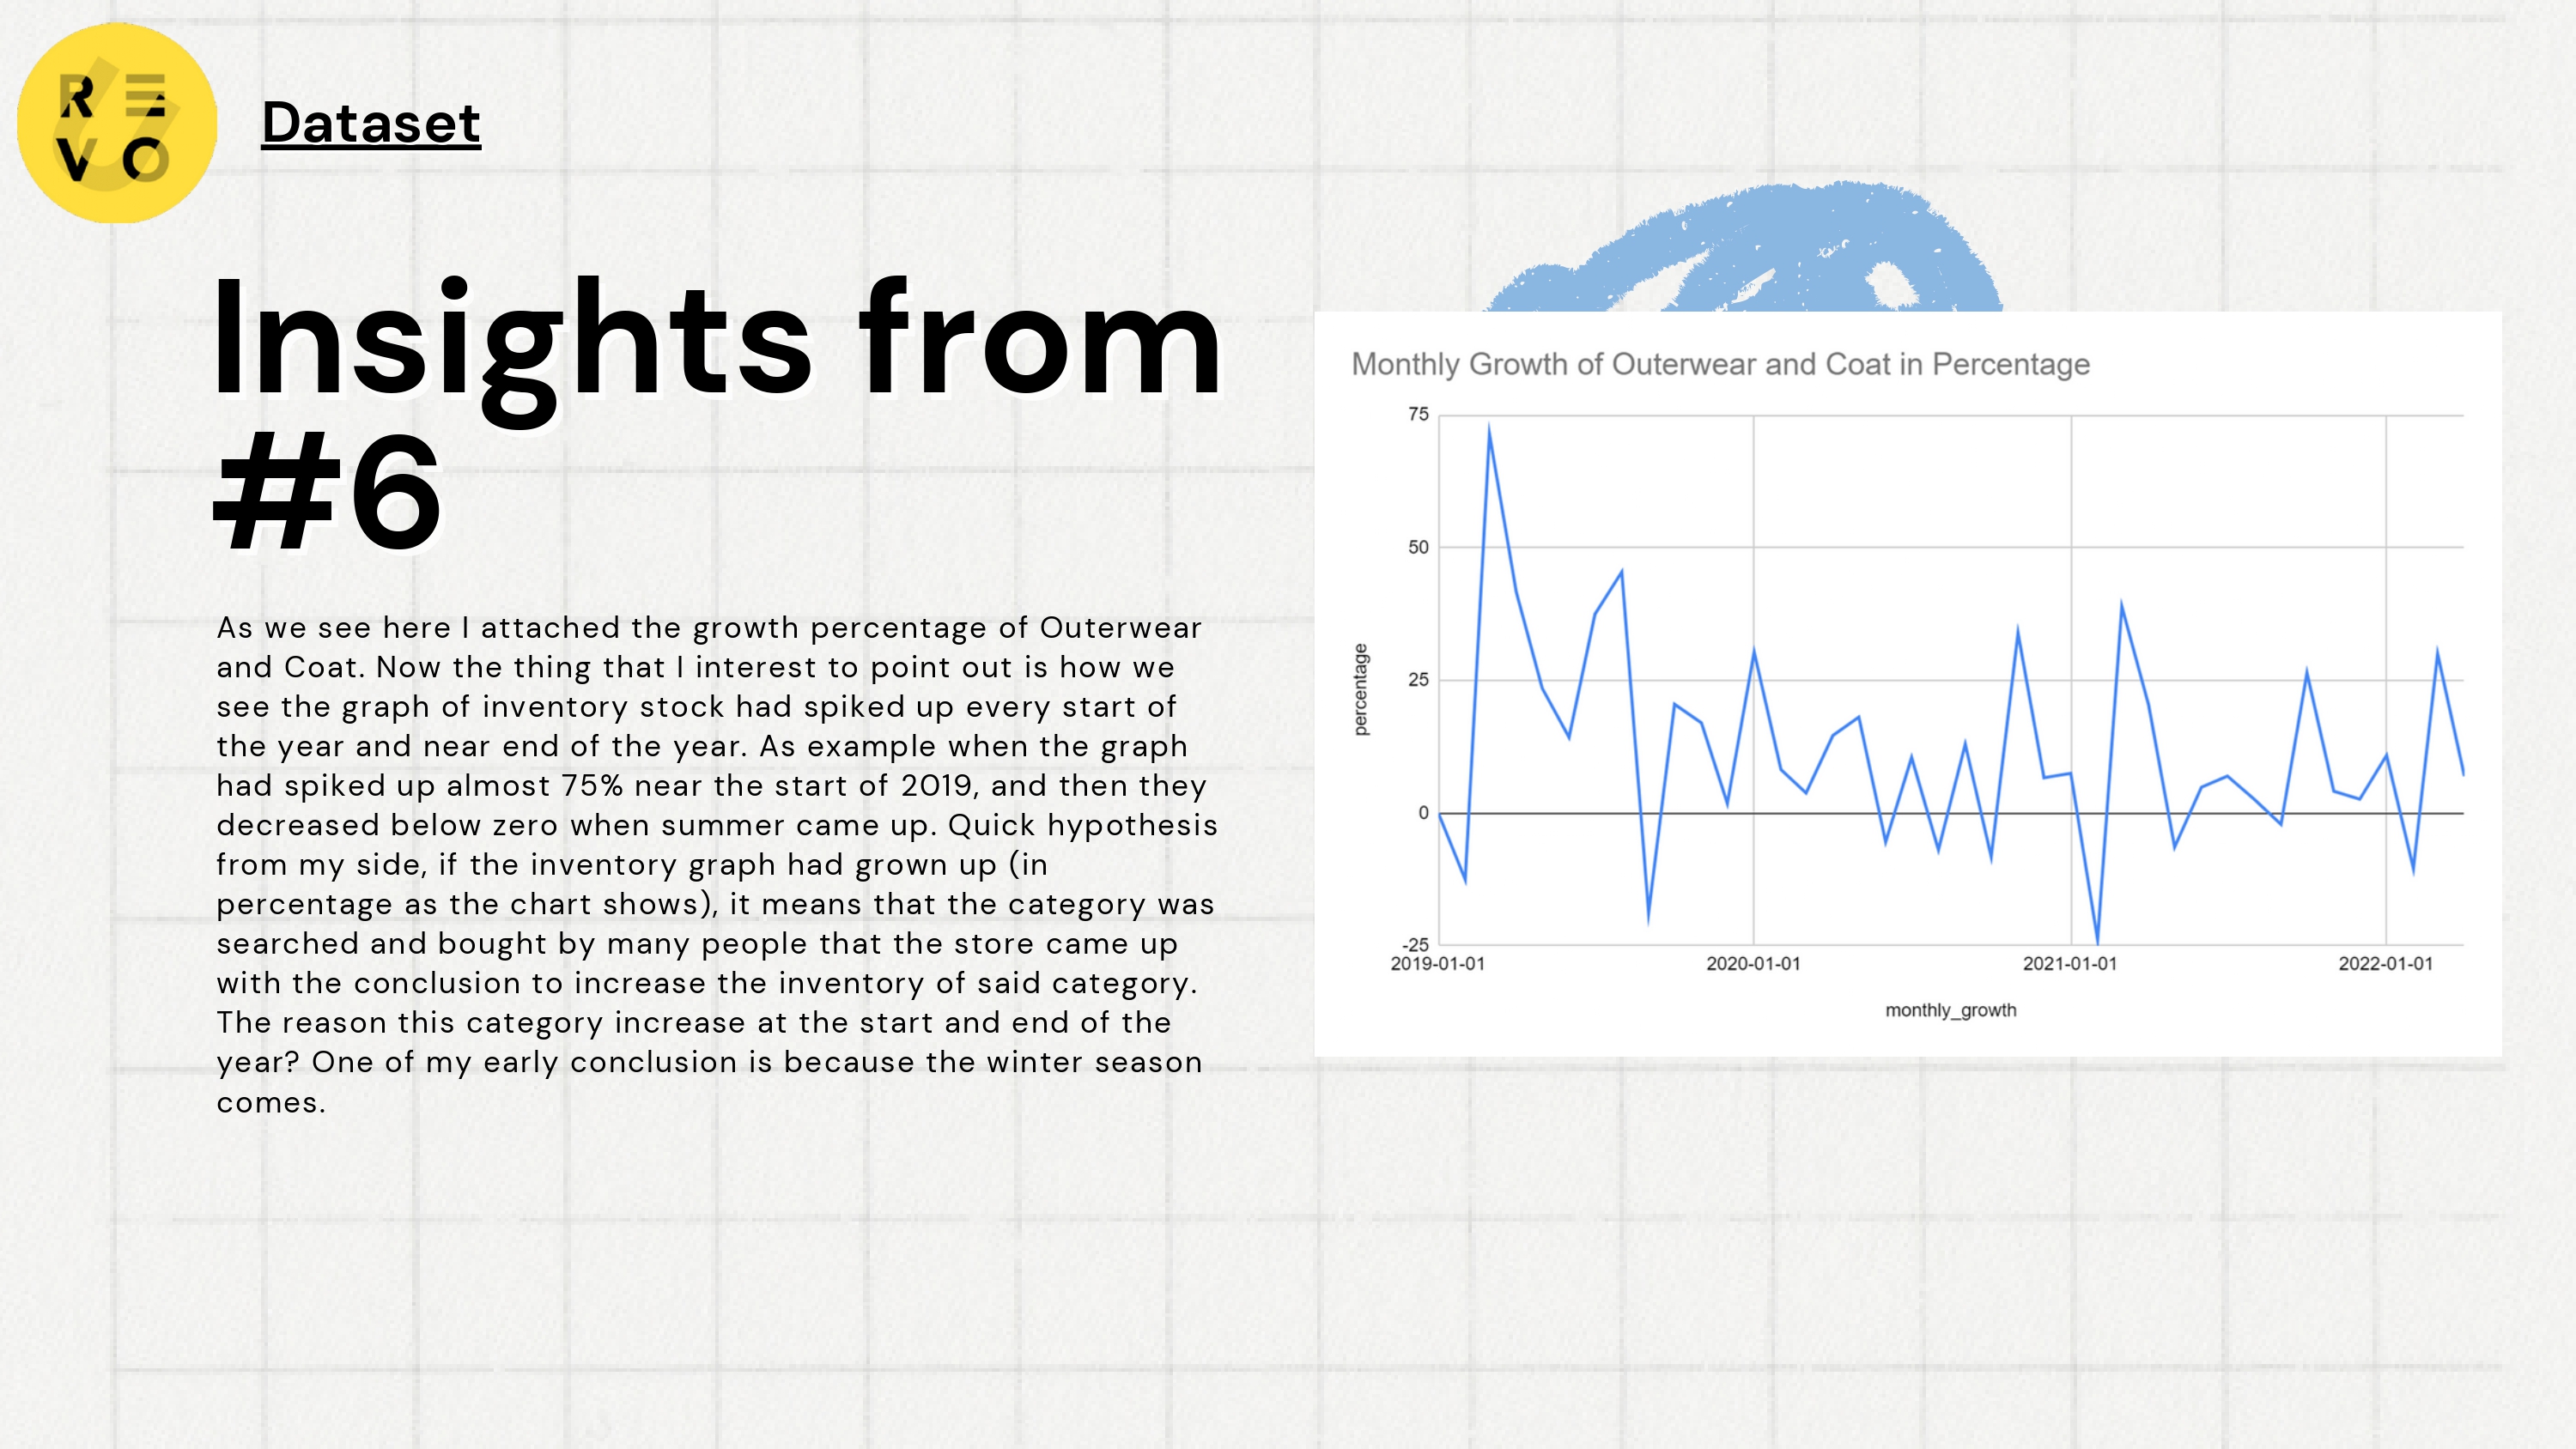 RE
VO
Dataset
Insights from
#6
As we see here I attached the growth percentage of Outerwear
and Coat. Now the thing that I interest to point out is how we
see the graph of inventory stock had spiked up every start of
the year and near end of the year. As example when the graph
had spiked up almost 75% near the start of 2019, and then they
decreased below zero when summer came up. Quick hypothesis
from my side, if the inventory graph had grown up (in
percentage as the chart shows), it means that the category was
searched and bought by many people that the store came up
with the conclusion to increase the inventory of said category.
The reason this category increase at the start and end of the
year? One of my early conclusion is because the winter season
comes.
Monthly Growth of Outerwear and Coat in Percentage
75
50
25
0
-25
percentage
2019-01-01 2020-01-01 2021-01-01 2022-01-01
monthly_growth